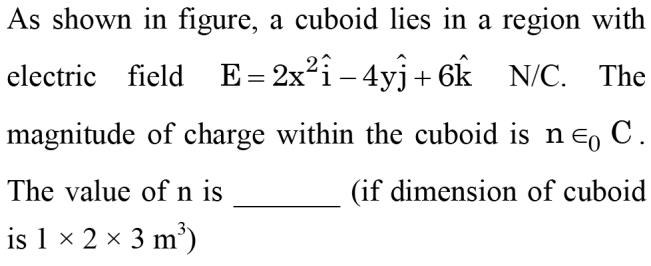 As shown in figure, a cuboid lies in a region with
electric field E = 2x²î − 4yĵ + 6k̂ N/C. The
magnitude of charge within the cuboid is n ∈₀ C.
The value of n is ________ (if dimension of cuboid
is 1 × 2 × 3 m³)